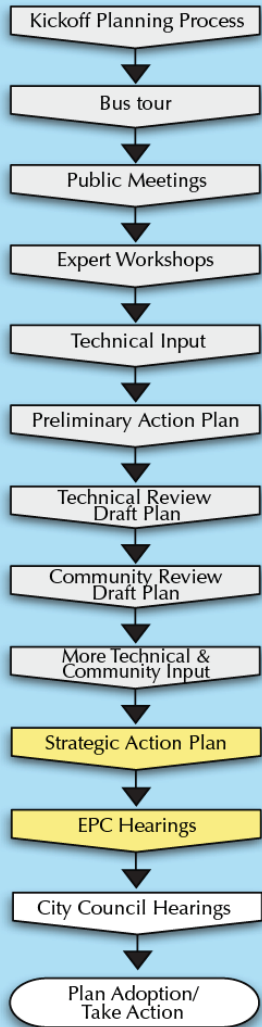 Kickoff Planning Process
Bus tour
Public Meetings
Expert Workshops
Technical Input
Preliminary Action Plan
Technical Review
Draft Plan
Community Review
Draft Plan
More Technical &
Community Input
Strategic Action Plan
EPC Hearings
City Council Hearings
Plan Adoption/
Take Action